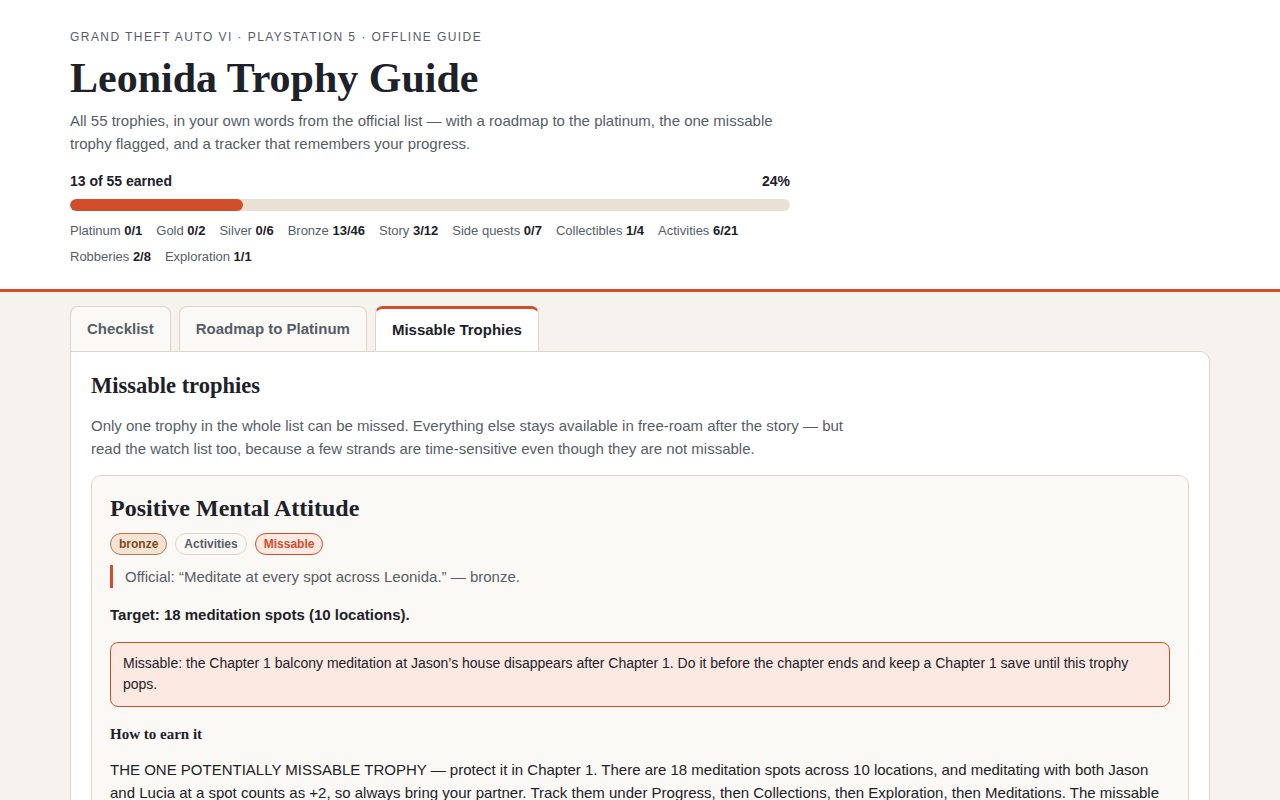 GRAND THEFT AUTO VI · PLAYSTATION 5 · OFFLINE GUIDE
Leonida Trophy Guide
All 55 trophies, in your own words from the official list — with a roadmap to the platinum, the one missable
trophy flagged, and a tracker that remembers your progress.
13 of 55 earned 24%
Platinum 0/1 Gold 0/2 Silver 0/6 Bronze 13/46 Story 3/12 Side quests 0/7 Collectibles 1/4 Activities 6/21
Robberies 2/8 Exploration 1/1
Checklist Roadmap to Platinum Missable Trophies
Missable trophies
Only one trophy in the whole list can be missed. Everything else stays available in free-roam after the story — but
read the watch list too, because a few strands are time-sensitive even though they are not missable.
Positive Mental Attitude
bronze Activities Missable
Official: “Meditate at every spot across Leonida.” — bronze.
Target: 18 meditation spots (10 locations).
Missable: the Chapter 1 balcony meditation at Jason’s house disappears after Chapter 1. Do it before the chapter ends and keep a Chapter 1 save until this trophy
pops.
How to earn it
THE ONE POTENTIALLY MISSABLE TROPHY — protect it in Chapter 1. There are 18 meditation spots across 10 locations, and meditating with both Jason
and Lucia at a spot counts as +2, so always bring your partner. Track them under Progress, then Collections, then Exploration, then Meditations. The missable